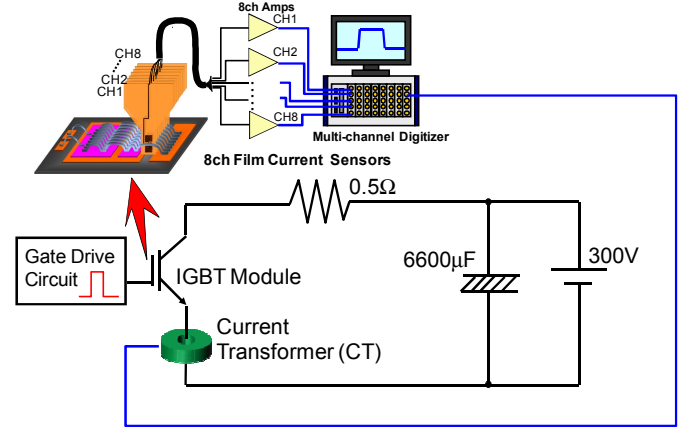 8ch Amps
CH1
CH8
CH2
CH2
CH1
CH8
Multi-channel Digitizer
8ch Film Current Sensors
0.5Ω
Gate Drive
Circuit
IGBT Module
6600μF
300V
Current
Transformer (CT)